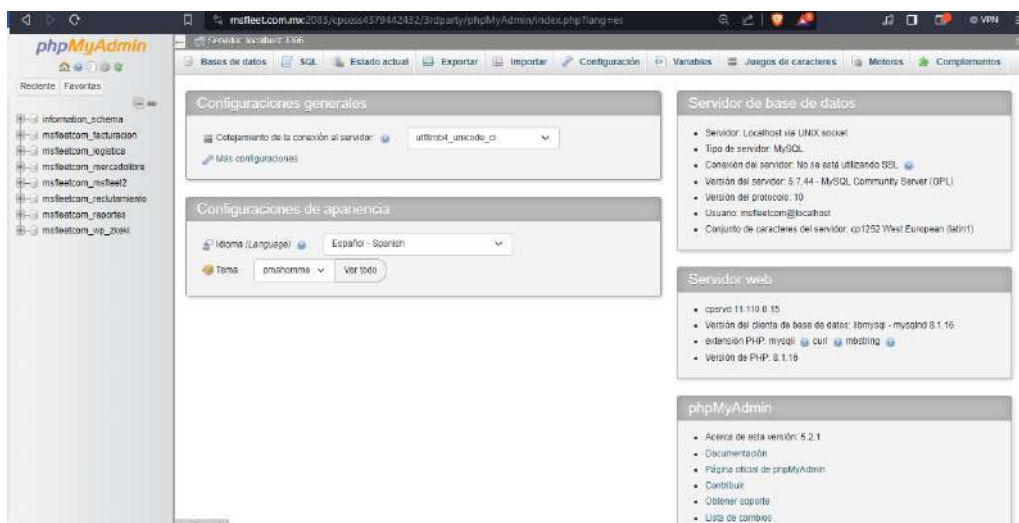 msfleet.com.mx:2083/cpsess4379442432/3rdparty/phpMyAdmin/index.php?lang=es
VPN
phpMyAdmin
Reciente Favoritas
information_schema
msfleetcom_facturacion
msfleetcom_logistica
msfleetcom_mercadolibre
msfleetcom_msfleet2
msfleetcom_reclutamiento
msfleetcom_reportes
msfleetcom_wp_zkeki
Servidor: localhost:3306
Bases de datos SQL Estado actual Exportar Importar Configuración Variables Juegos de caracteres Motores Complementos
Configuraciones generales
Cotejamiento de la conexión al servidor: utf8mb4_unicode_ci
Más configuraciones
Configuraciones de apariencia
Idioma (Language) Español - Spanish
Tema pmahomme Ver todo
Servidor de base de datos
Servidor: Localhost via UNIX socket
Tipo de servidor: MySQL
Conexión del servidor: No se está utilizando SSL
Versión del servidor: 5.7.44 - MySQL Community Server (GPL)
Versión del protocolo: 10
Usuario: msfleetcom@localhost
Conjunto de caracteres del servidor: cp1252 West European (latin1)
Servidor web
cpsrvd 11.110.0.15
Versión del cliente de base de datos: libmysql - mysqlnd 8.1.16
extensión PHP: mysqli curl mbstring
Versión de PHP: 8.1.16
phpMyAdmin
Acerca de esta versión: 5.2.1
Documentación
Página oficial de phpMyAdmin
Contribuir
Obtener soporte
Lista de cambios